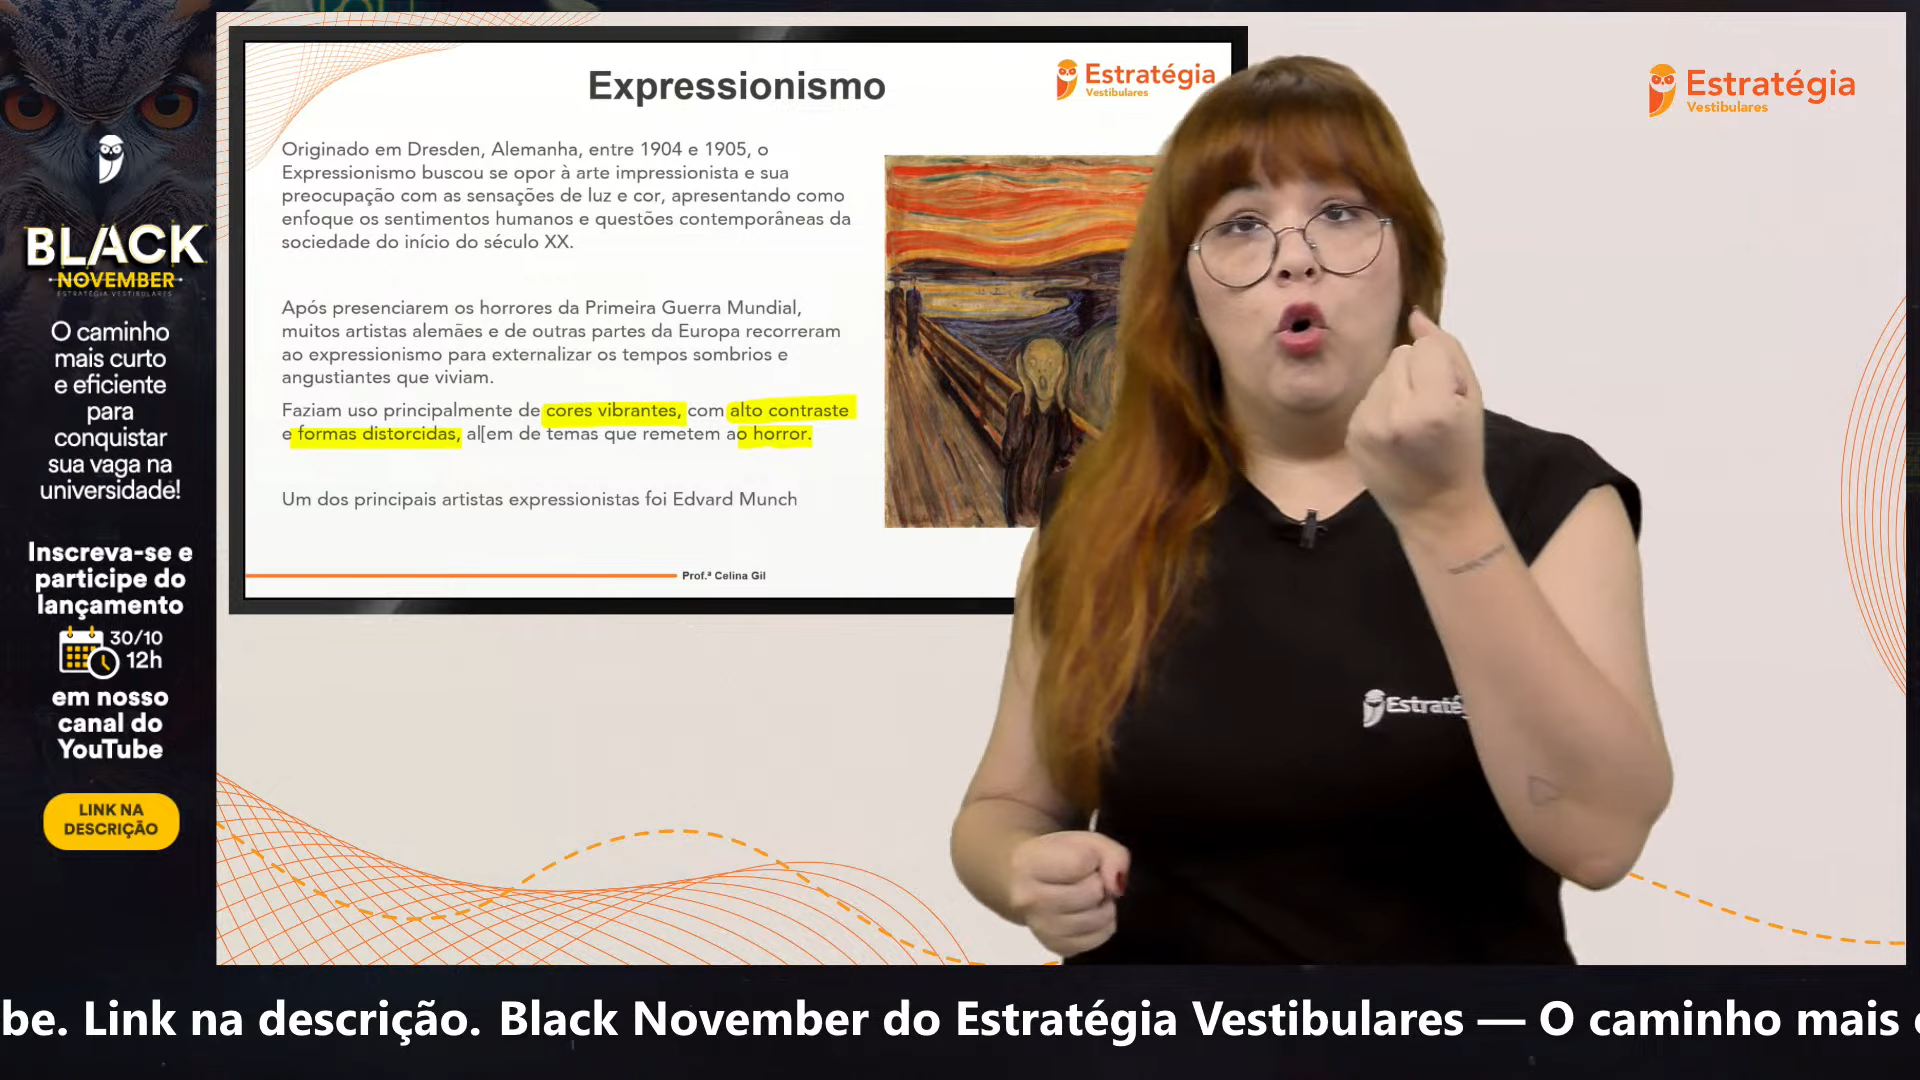 BLACK
NOVEMBER
ESTRATÉGIA VESTIBULARES
O caminho
mais curto
e eficiente
para
conquistar
sua vaga na
universidade!
Inscreva-se e
participe do
lançamento
30/10
12h
em nosso
canal do
YouTube
LINK NA
DESCRIÇÃO
Expressionismo
Estratégia
Vestibulares
Originado em Dresden, Alemanha, entre 1904 e 1905, o
Expressionismo buscou se opor à arte impressionista e sua
preocupação com as sensações de luz e cor, apresentando como
enfoque os sentimentos humanos e questões contemporâneas da
sociedade do início do século XX.
Após presenciarem os horrores da Primeira Guerra Mundial,
muitos artistas alemães e de outras partes da Europa recorreram
ao expressionismo para externalizar os tempos sombrios e
angustiantes que viviam.
Faziam uso principalmente de cores vibrantes, com alto contraste
e formas distorcidas, al[em de temas que remetem ao horror.
Um dos principais artistas expressionistas foi Edvard Munch
Prof.ª Celina Gil
Estratégia
Vestibulares
Estraté
be. Link na descrição. Black November do Estratégia Vestibulares — O caminho mais